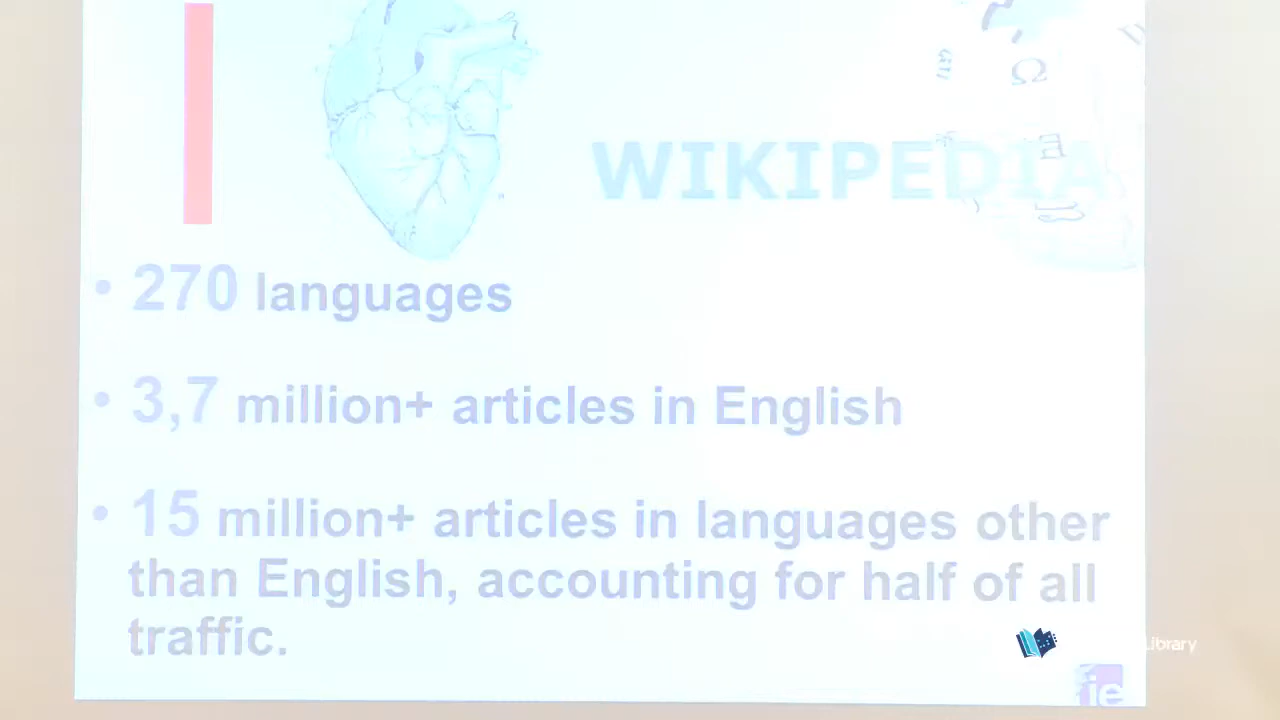 WIKIPEDIA
Ω
• 270 languages
• 3,7 million+ articles in English
• 15 million+ articles in languages other
than English, accounting for half of all
traffic.
Library
ie